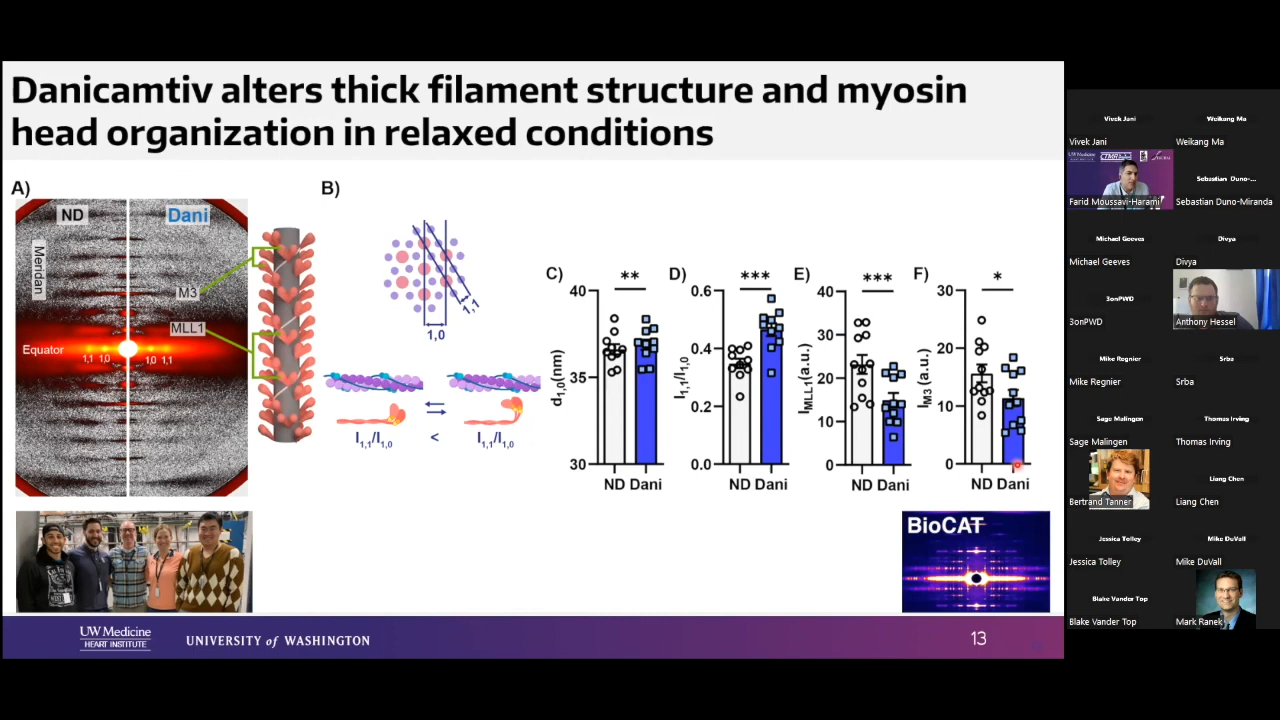 Danicamtiv alters thick filament structure and myosin
head organization in relaxed conditions
A)
ND
Dani
Meridan
M3
MLL1
Equator
1,1 1,0
1,0 1,1
B)
1,1
1,0
I1,1/I1,0
<
I1,1/I1,0
C)
**
40
35
30
d1,0(nm)
ND Dani
D)
***
0.6
0.4
0.2
0.0
I1,1/I1,0
ND Dani
E)
***
40
30
20
10
0
IMLL1(a.u.)
ND Dani
F)
*
30
20
10
0
IM3 (a.u.)
ND Dani
BioCAT
UW Medicine
HEART INSTITUTE
UNIVERSITY of WASHINGTON
13
Vivek Jani
Vivek Jani
Weikang Ma
Weikang Ma
UW Medicine
Farid Moussavi-Harami
Sebastian Duno-...
Sebastian Duno-Miranda
Michael Geeves
Michael Geeves
Divya
Divya
3onPWD
3onPWD
Anthony Hessel
Mike Regnier
Mike Regnier
Srba
Srba
Sage Malingen
Sage Malingen
Thomas Irving
Thomas Irving
Bertrand Tanner
Liang Chen
Liang Chen
Jessica Tolley
Jessica Tolley
Mike DuVall
Mike DuVall
Blake Vander Top
Blake Vander Top
Mark Ranek